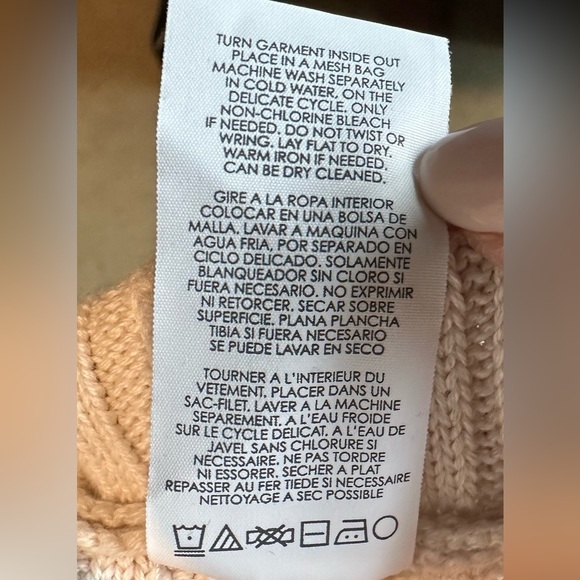 TURN GARMENT INSIDE OUT
PLACE IN A MESH BAG
MACHINE WASH SEPARATELY
IN COLD WATER, ON THE
DELICATE CYCLE. ONLY
NON-CHLORINE BLEACH
IF NEEDED. DO NOT TWIST OR
WRING. LAY FLAT TO DRY.
WARM IRON IF NEEDED.
CAN BE DRY CLEANED.
GIRE A LA ROPA INTERIOR
COLOCAR EN UNA BOLSA DE
MALLA. LAVAR A MAQUINA CON
AGUA FRIA, POR SEPARADO EN
CICLO DELICADO. SOLAMENTE
BLANQUEADOR SIN CLORO SI
FUERA NECESARIO. NO EXPRIMIR
NI RETORCER. SECAR SOBRE
SUPERFICIE. PLANA PLANCHA
TIBIA SI FUERA NECESARIO
SE PUEDE LAVAR EN SECO
TOURNER A L'INTERIEUR DU
VETEMENT. PLACER DANS UN
SAC-FILET. LAVER A LA MACHINE
SEPAREMENT. A L'EAU FROIDE
SUR LE CYCLE DELICAT. A L'EAU DE
JAVEL SANS CHLORURE SI
NÉCESSAIRE. NE PAS TORDRE
NI ESSORER. SECHER A PLAT
REPASSER AU FER TIEDE SI NECESSAIRE
NETTOYAGE A SEC POSSIBLE